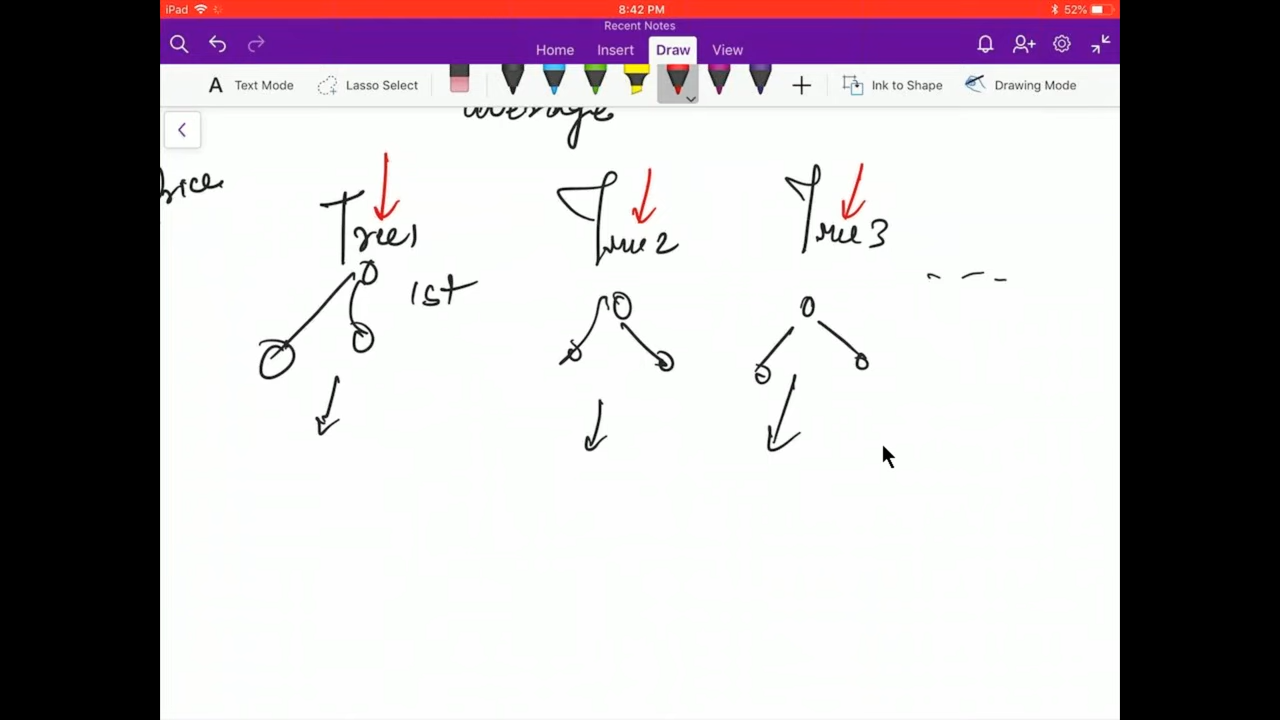 iPad 8:42 PM 52%
Recent Notes
Home Insert Draw View
A Text Mode Lasso Select Ink to Shape Drawing Mode
average
Tree1 Tree 2 Tree 3
1st